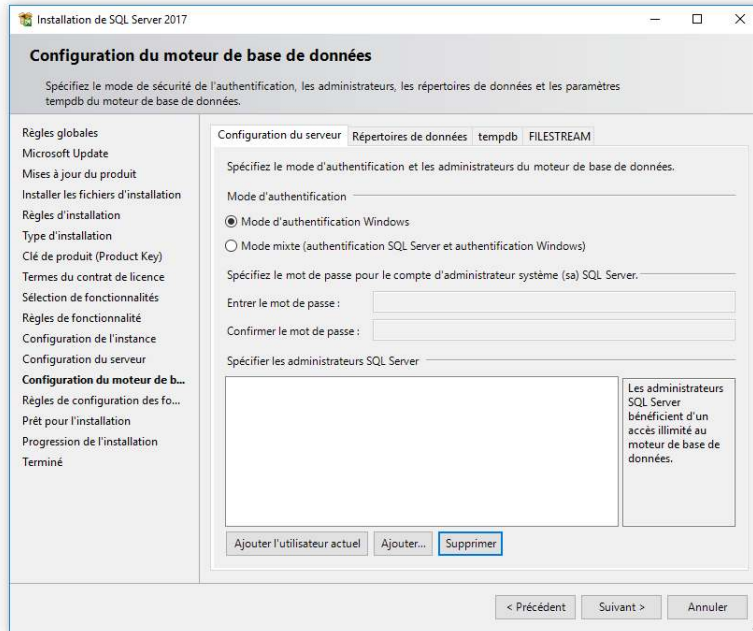 Installation de SQL Server 2017
Configuration du moteur de base de données
Spécifiez le mode de sécurité de l'authentification, les administrateurs, les répertoires de données et les paramètres
tempdb du moteur de base de données.
Règles globales
Microsoft Update
Mises à jour du produit
Installer les fichiers d'installation
Règles d'installation
Type d'installation
Clé de produit (Product Key)
Termes du contrat de licence
Sélection de fonctionnalités
Règles de fonctionnalité
Configuration de l'instance
Configuration du serveur
Configuration du moteur de b...
Règles de configuration des fo...
Prêt pour l'installation
Progression de l'installation
Terminé
Configuration du serveur Répertoires de données tempdb FILESTREAM
Spécifiez le mode d'authentification et les administrateurs du moteur de base de données.
Mode d'authentification
Mode d'authentification Windows
Mode mixte (authentification SQL Server et authentification Windows)
Spécifiez le mot de passe pour le compte d'administrateur système (sa) SQL Server.
Entrer le mot de passe :
Confirmer le mot de passe :
Spécifier les administrateurs SQL Server
Les administrateurs
SQL Server
bénéficient d'un
accès illimité au
moteur de base de
données.
Ajouter l'utilisateur actuel Ajouter... Supprimer
< Précédent Suivant > Annuler